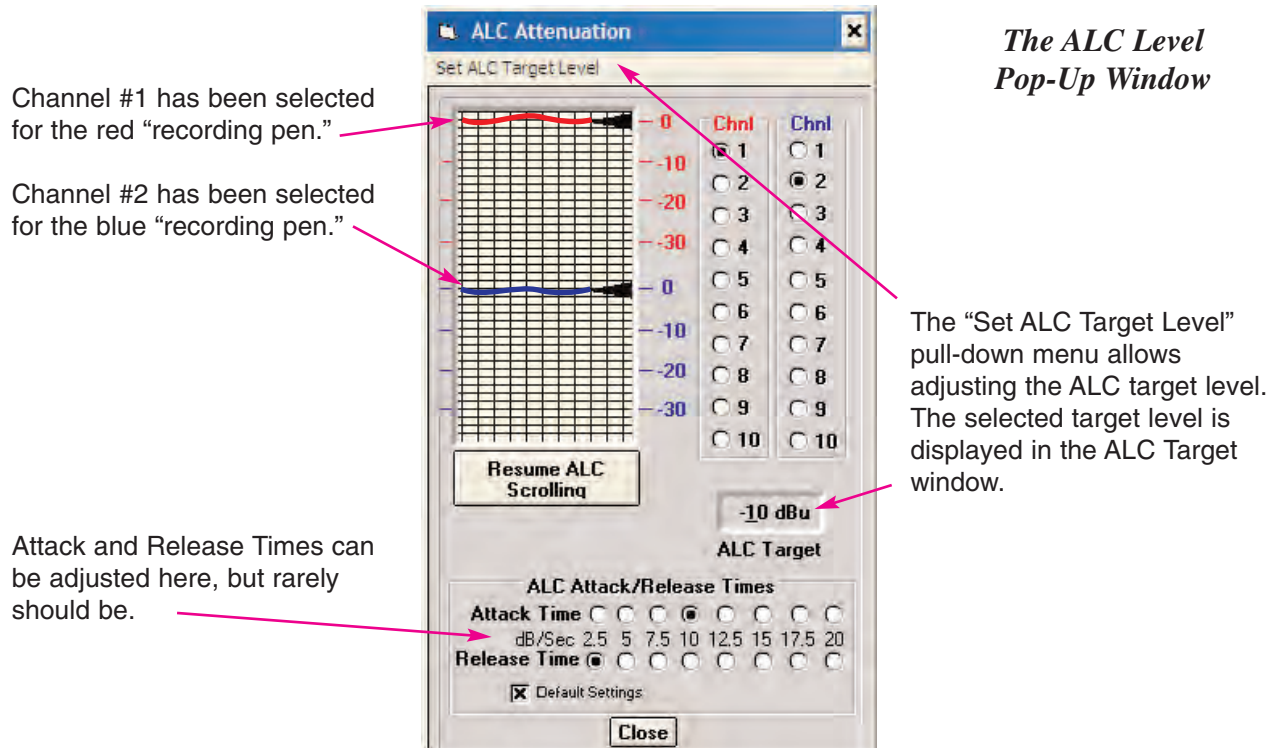 The ALC Level
Pop-Up Window
ALC Attenuation
Set ALC Target Level
Channel #1 has been selected
for the red “recording pen.”
Channel #2 has been selected
for the blue “recording pen.”
0
-10
-20
-30
0
-10
-20
-30
Chnl
1
2
3
4
5
6
7
8
9
10
Chnl
1
2
3
4
5
6
7
8
9
10
The “Set ALC Target Level”
pull-down menu allows
adjusting the ALC target level.
The selected target level is
displayed in the ALC Target
window.
Resume ALC
Scrolling
-10 dBu
ALC Target
Attack and Release Times can
be adjusted here, but rarely
should be.
ALC Attack/Release Times
Attack Time
dB/Sec 2.5 5 7.5 10 12.5 15 17.5 20
Release Time
Default Settings
Close